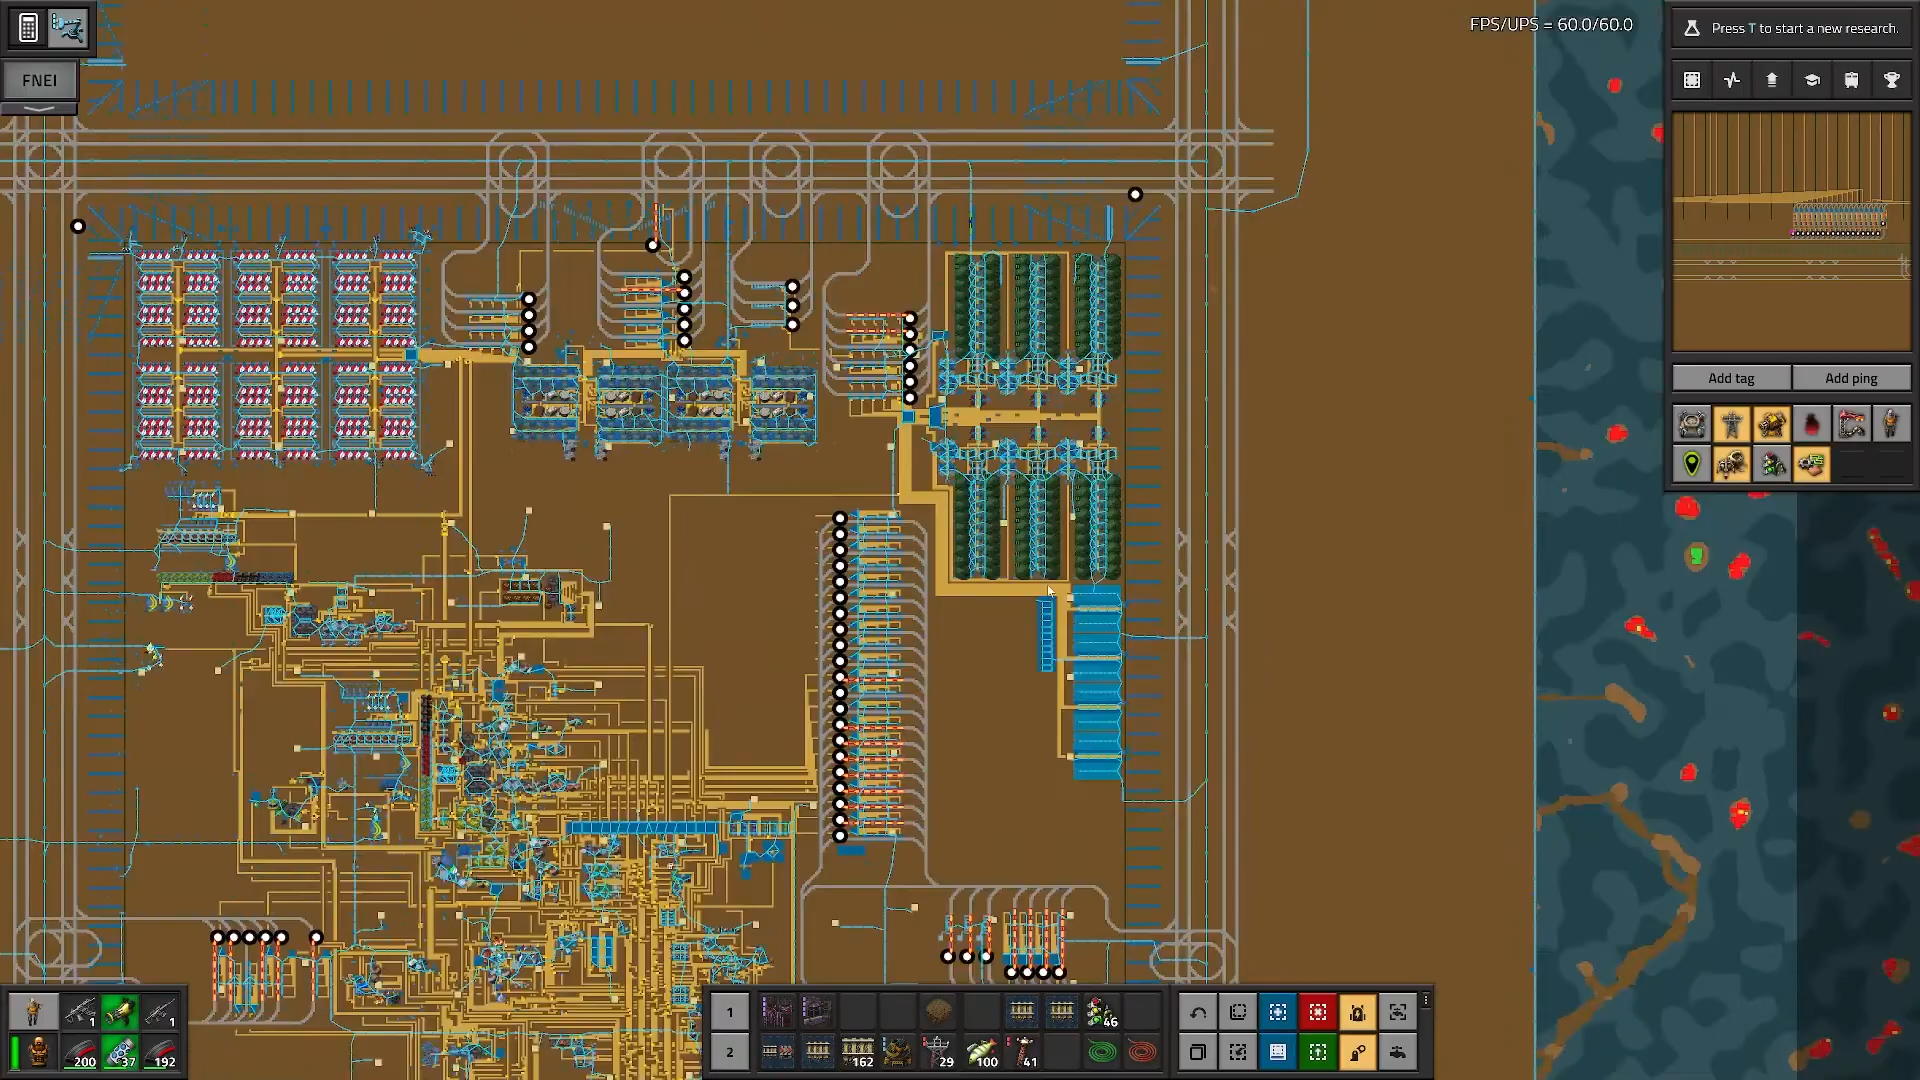 FPS/UPS = 60.0/60.0
Press T to start a new research.
FNEI
Add tag
Add ping
1
1
1
46
2
200
37
192
162
29
100
41